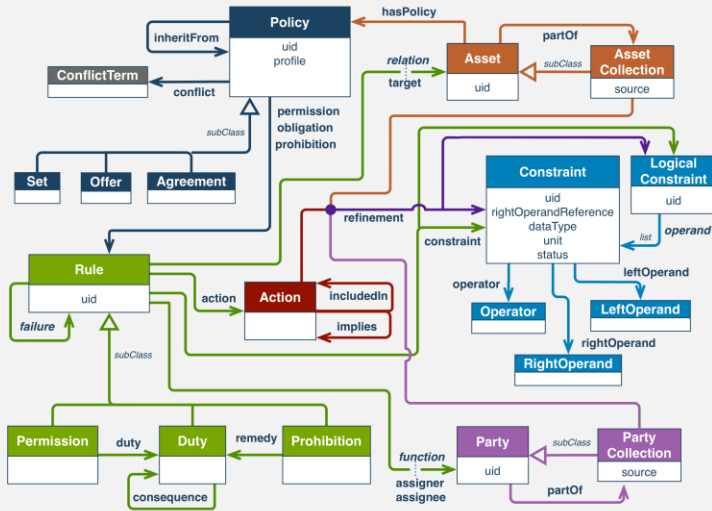 hasPolicy
Policy
inheritFrom
uid
profile
relation
target
Asset
uid
partOf
subClass
Asset
Collection
source
ConflictTerm
conflict
permission
obligation
prohibition
subClass
Set
Offer
Agreement
Constraint
uid
rightOperandReference
dataType
unit
status
Logical
Constraint
uid
refinement
constraint
list
operand
leftOperand
operator
Operator
LeftOperand
rightOperand
RightOperand
Rule
uid
failure
action
Action
includedIn
implies
subClass
Permission
duty
Duty
remedy
Prohibition
consequence
function
assigner
assignee
Party
uid
subClass
partOf
Party
Collection
source